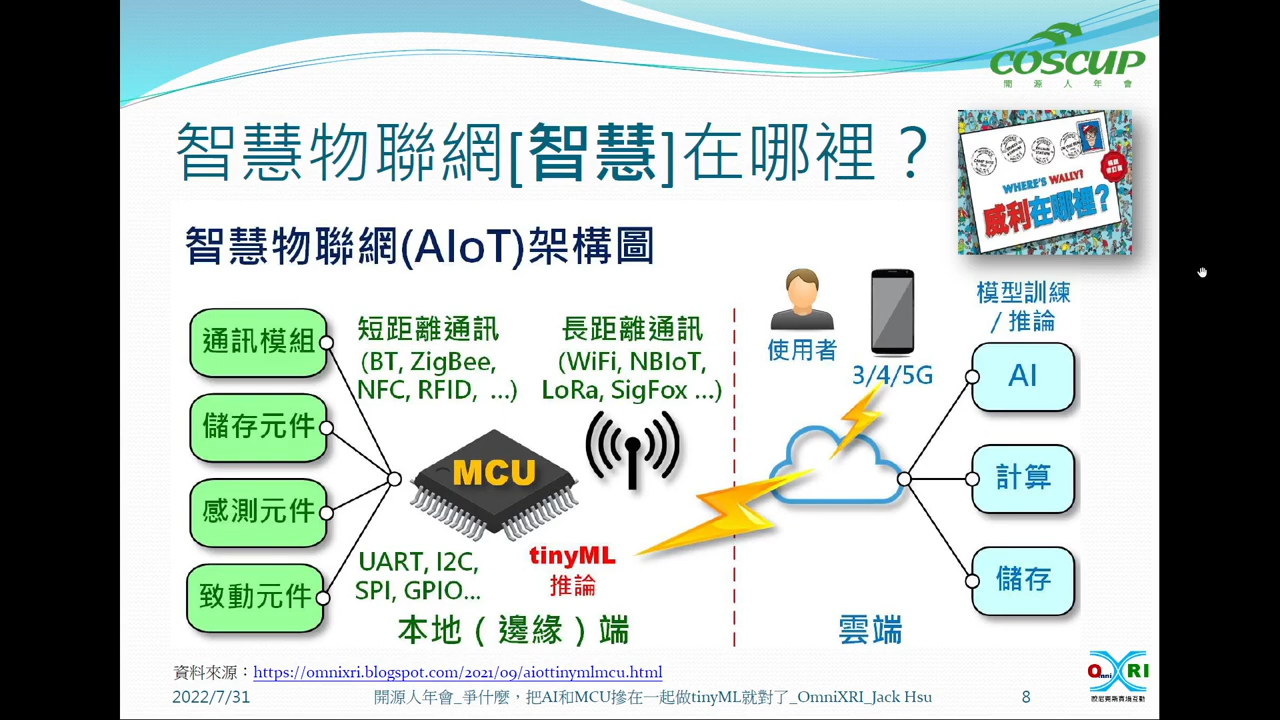 COSCUP
開源人年會
智慧物聯網[智慧]在哪裡？
WHERE'S WALLY?
威利在哪裡?
智慧物聯網(AIoT)架構圖
通訊模組
儲存元件
感測元件
致動元件
短距離通訊
(BT, ZigBee,
NFC, RFID, …)
長距離通訊
(WiFi, NBIoT,
LoRa, SigFox …)
MCU
UART, I2C,
SPI, GPIO…
tinyML
推論
本地（邊緣）端
使用者
3/4/5G
雲端
模型訓練
/ 推論
AI
計算
儲存
資料來源：https://omnixri.blogspot.com/2021/09/aiottinymlmcu.html
2022/7/31
開源人年會_爭什麼，把AI和MCU摻在一起做tinyML就對了_OmniXRI_Jack Hsu
8
OmniXRI
歐尼克斯實境互動